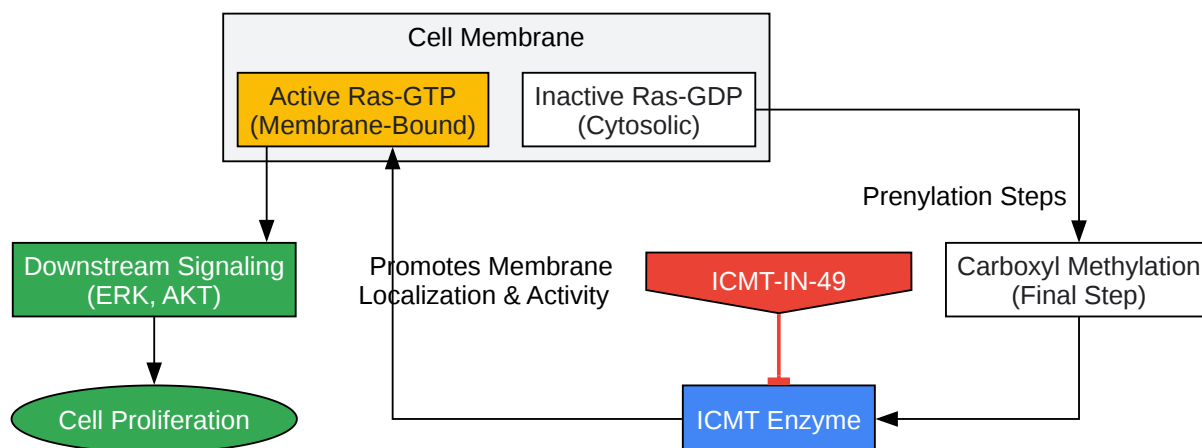 Cell Membrane
Active Ras-GTP
(Membrane-Bound)
Inactive Ras-GDP
(Cytosolic)
Prenylation Steps
Downstream Signaling
(ERK, AKT)
Promotes Membrane
Localization & Activity
ICMT-IN-49
Carboxyl Methylation
(Final Step)
Cell Proliferation
ICMT Enzyme